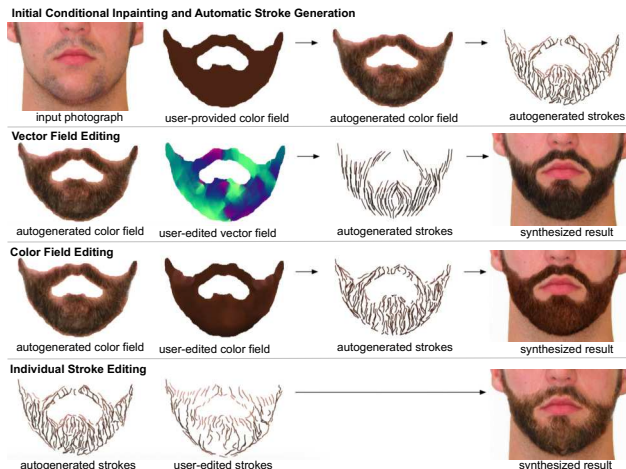 Initial Conditional Inpainting and Automatic Stroke Generation
input photograph
user-provided color field
autogenerated color field
autogenerated strokes
Vector Field Editing
autogenerated color field
user-edited vector field
autogenerated strokes
synthesized result
Color Field Editing
autogenerated color field
user-edited color field
autogenerated strokes
synthesized result
Individual Stroke Editing
autogenerated strokes
user-edited strokes
synthesized result